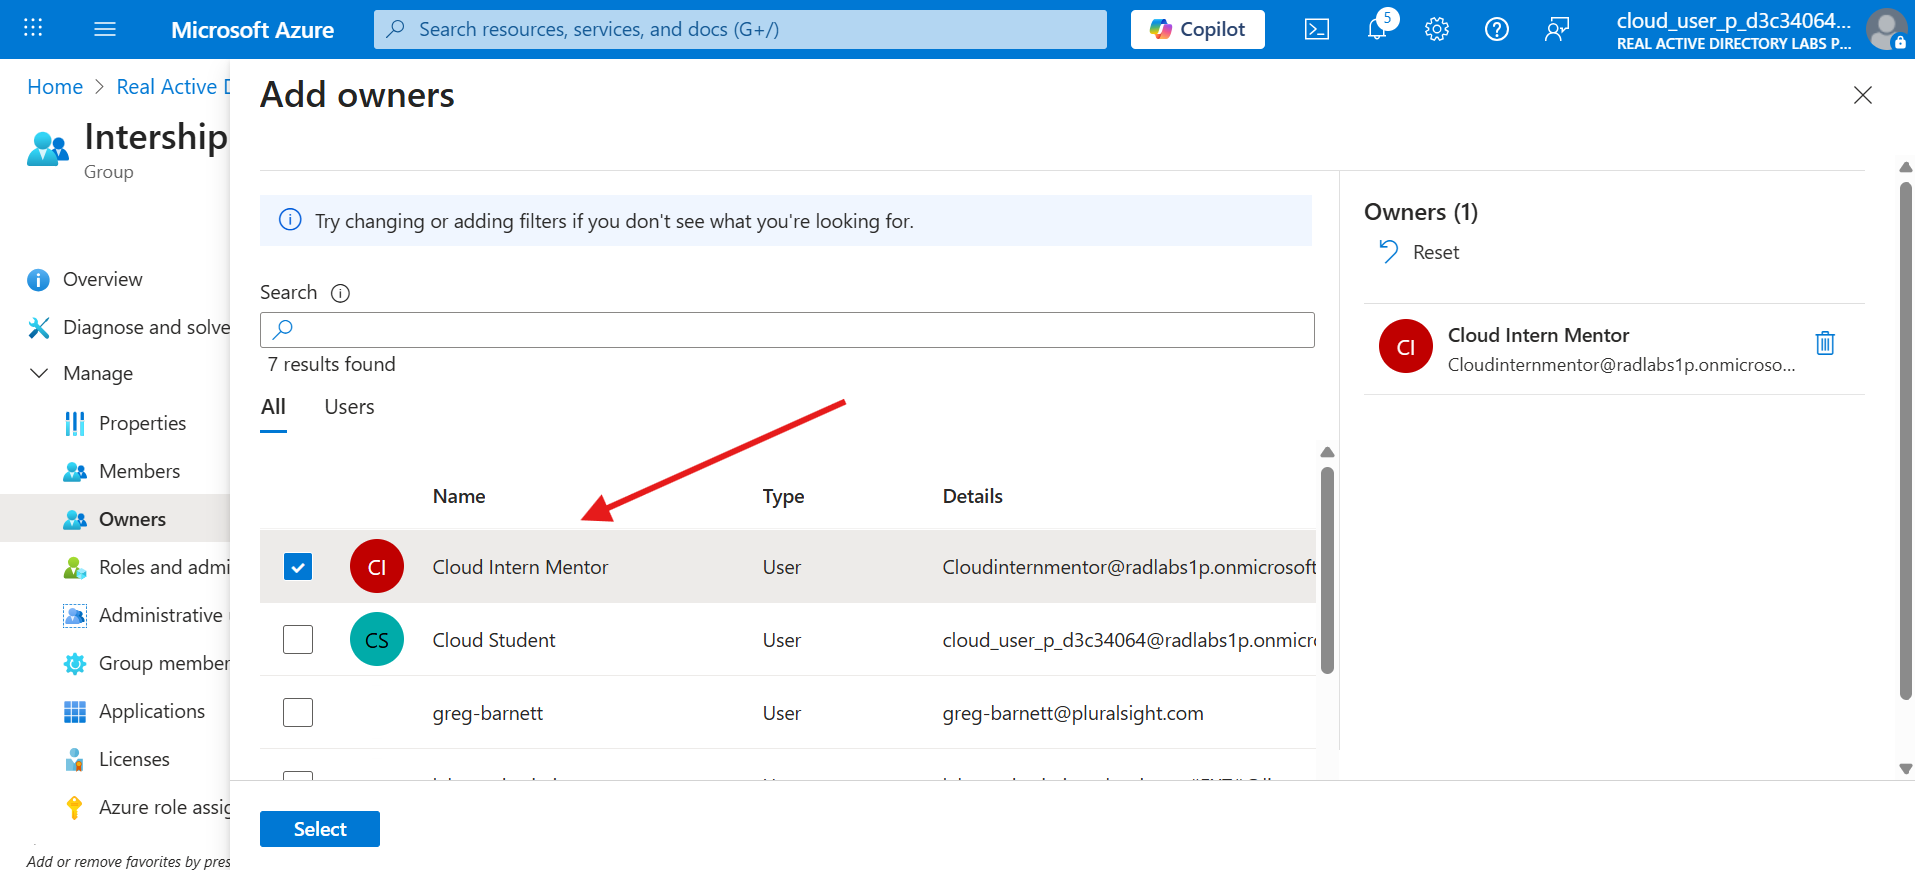 Microsoft Azure
Search resources, services, and docs (G+/)
Copilot
5
cloud_user_p_d3c34064...
REAL ACTIVE DIRECTORY LABS P...
Home > Real Active D
Intership
Group
Overview
Diagnose and solve
Manage
Properties
Members
Owners
Roles and admi
Administrative
Group member
Applications
Licenses
Azure role assig
Add or remove favorites by pres
Add owners
Try changing or adding filters if you don't see what you're looking for.
Search
7 results found
All Users
Name Type Details
CI Cloud Intern Mentor User Cloudinternmentor@radlabs1p.onmicrosoft
CS Cloud Student User cloud_user_p_d3c34064@radlabs1p.onmicr
greg-barnett User greg-barnett@pluralsight.com
Select
Owners (1)
Reset
CI Cloud Intern Mentor
Cloudinternmentor@radlabs1p.onmicroso...